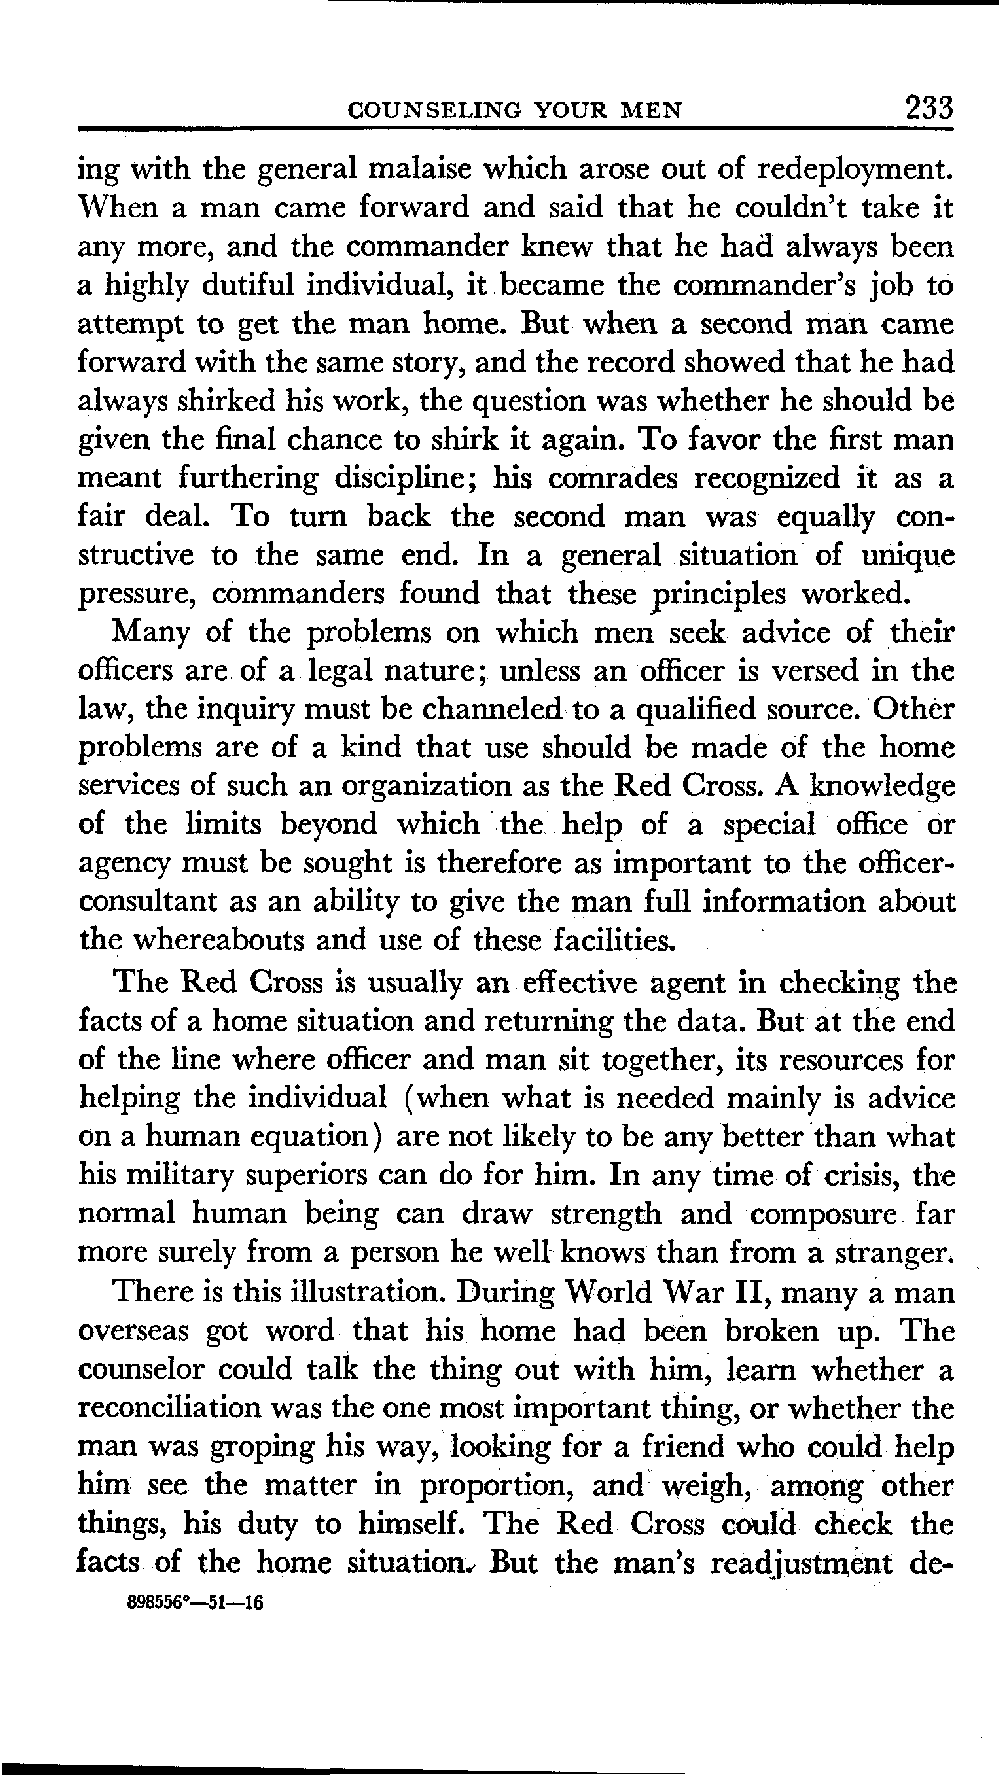 COUNSELING YOUR MEN 233
ing with the general malaise which arose out of redeployment.
When a man came forward and said that he couldn't take it
any more, and the commander knew that he had always been
a highly dutiful individual, it became the commander's job to
attempt to get the man home. But when a second man came
forward with the same story, and the record showed that he had
always shirked his work, the question was whether he should be
given the final chance to shirk it again. To favor the first man
meant furthering discipline; his comrades recognized it as a
fair deal. To turn back the second man was equally con-
structive to the same end. In a general situation of unique
pressure, commanders found that these principles worked.
Many of the problems on which men seek advice of their
officers are of a legal nature; unless an officer is versed in the
law, the inquiry must be channeled to a qualified source. Other
problems are of a kind that use should be made of the home
services of such an organization as the Red Cross. A knowledge
of the limits beyond which the help of a special office or
agency must be sought is therefore as important to the officer-
consultant as an ability to give the man full information about
the whereabouts and use of these facilities.
The Red Cross is usually an effective agent in checking the
facts of a home situation and returning the data. But at the end
of the line where officer and man sit together, its resources for
helping the individual (when what is needed mainly is advice
on a human equation) are not likely to be any better than what
his military superiors can do for him. In any time of crisis, the
normal human being can draw strength and composure far
more surely from a person he well knows than from a stranger.
There is this illustration. During World War II, many a man
overseas got word that his home had been broken up. The
counselor could talk the thing out with him, learn whether a
reconciliation was the one most important thing, or whether the
man was groping his way, looking for a friend who could help
him see the matter in proportion, and weigh, among other
things, his duty to himself. The Red Cross could check the
facts of the home situation. But the man's readjustment de-
898556°—51—16